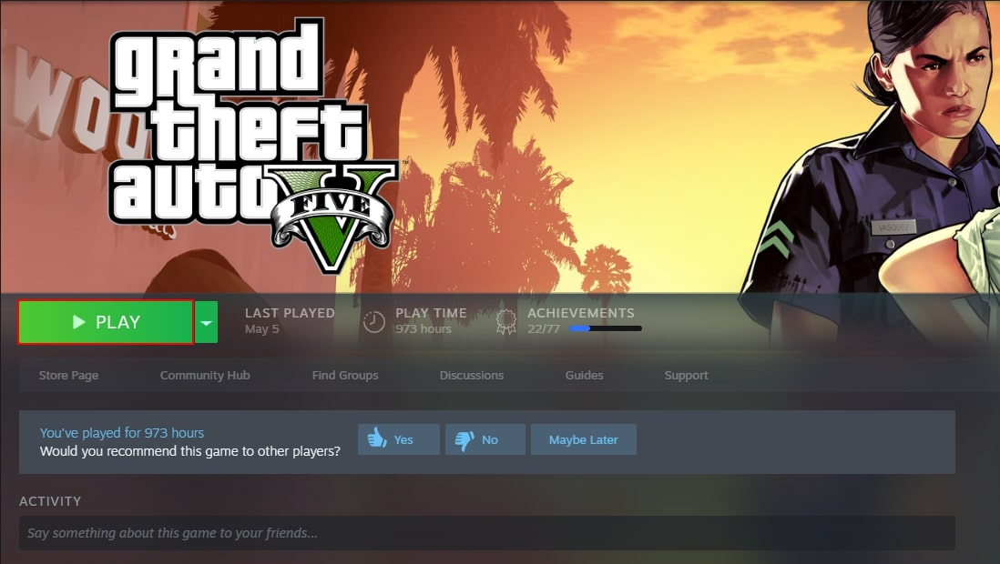 WOU
grand
theft
auto V
FIVE
™
VASQUEZ
PLAY
LAST PLAYED
May 5
PLAY TIME
973 hours
ACHIEVEMENTS
22/77
Store Page
Community Hub
Find Groups
Discussions
Guides
Support
You've played for 973 hours
Would you recommend this game to other players?
Yes
No
Maybe Later
ACTIVITY
Say something about this game to your friends...